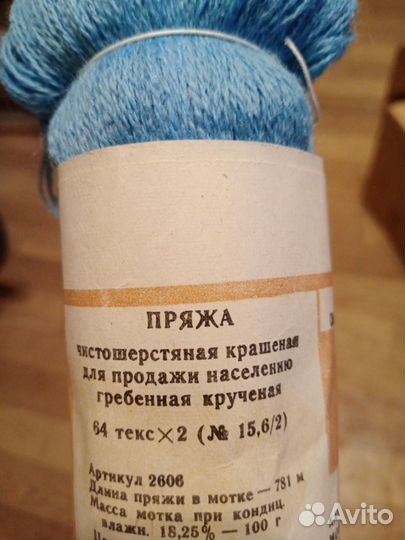 ПРЯЖА
чистошерстяная крашеная
для продажи населению
гребенная крученая
64 текс×2 (№ 15,6/2)
Артикул 2606
Длина пряжи в мотке — 781 м
Масса мотка при кондиц.
влажн. 18,25% — 100 г
Avito